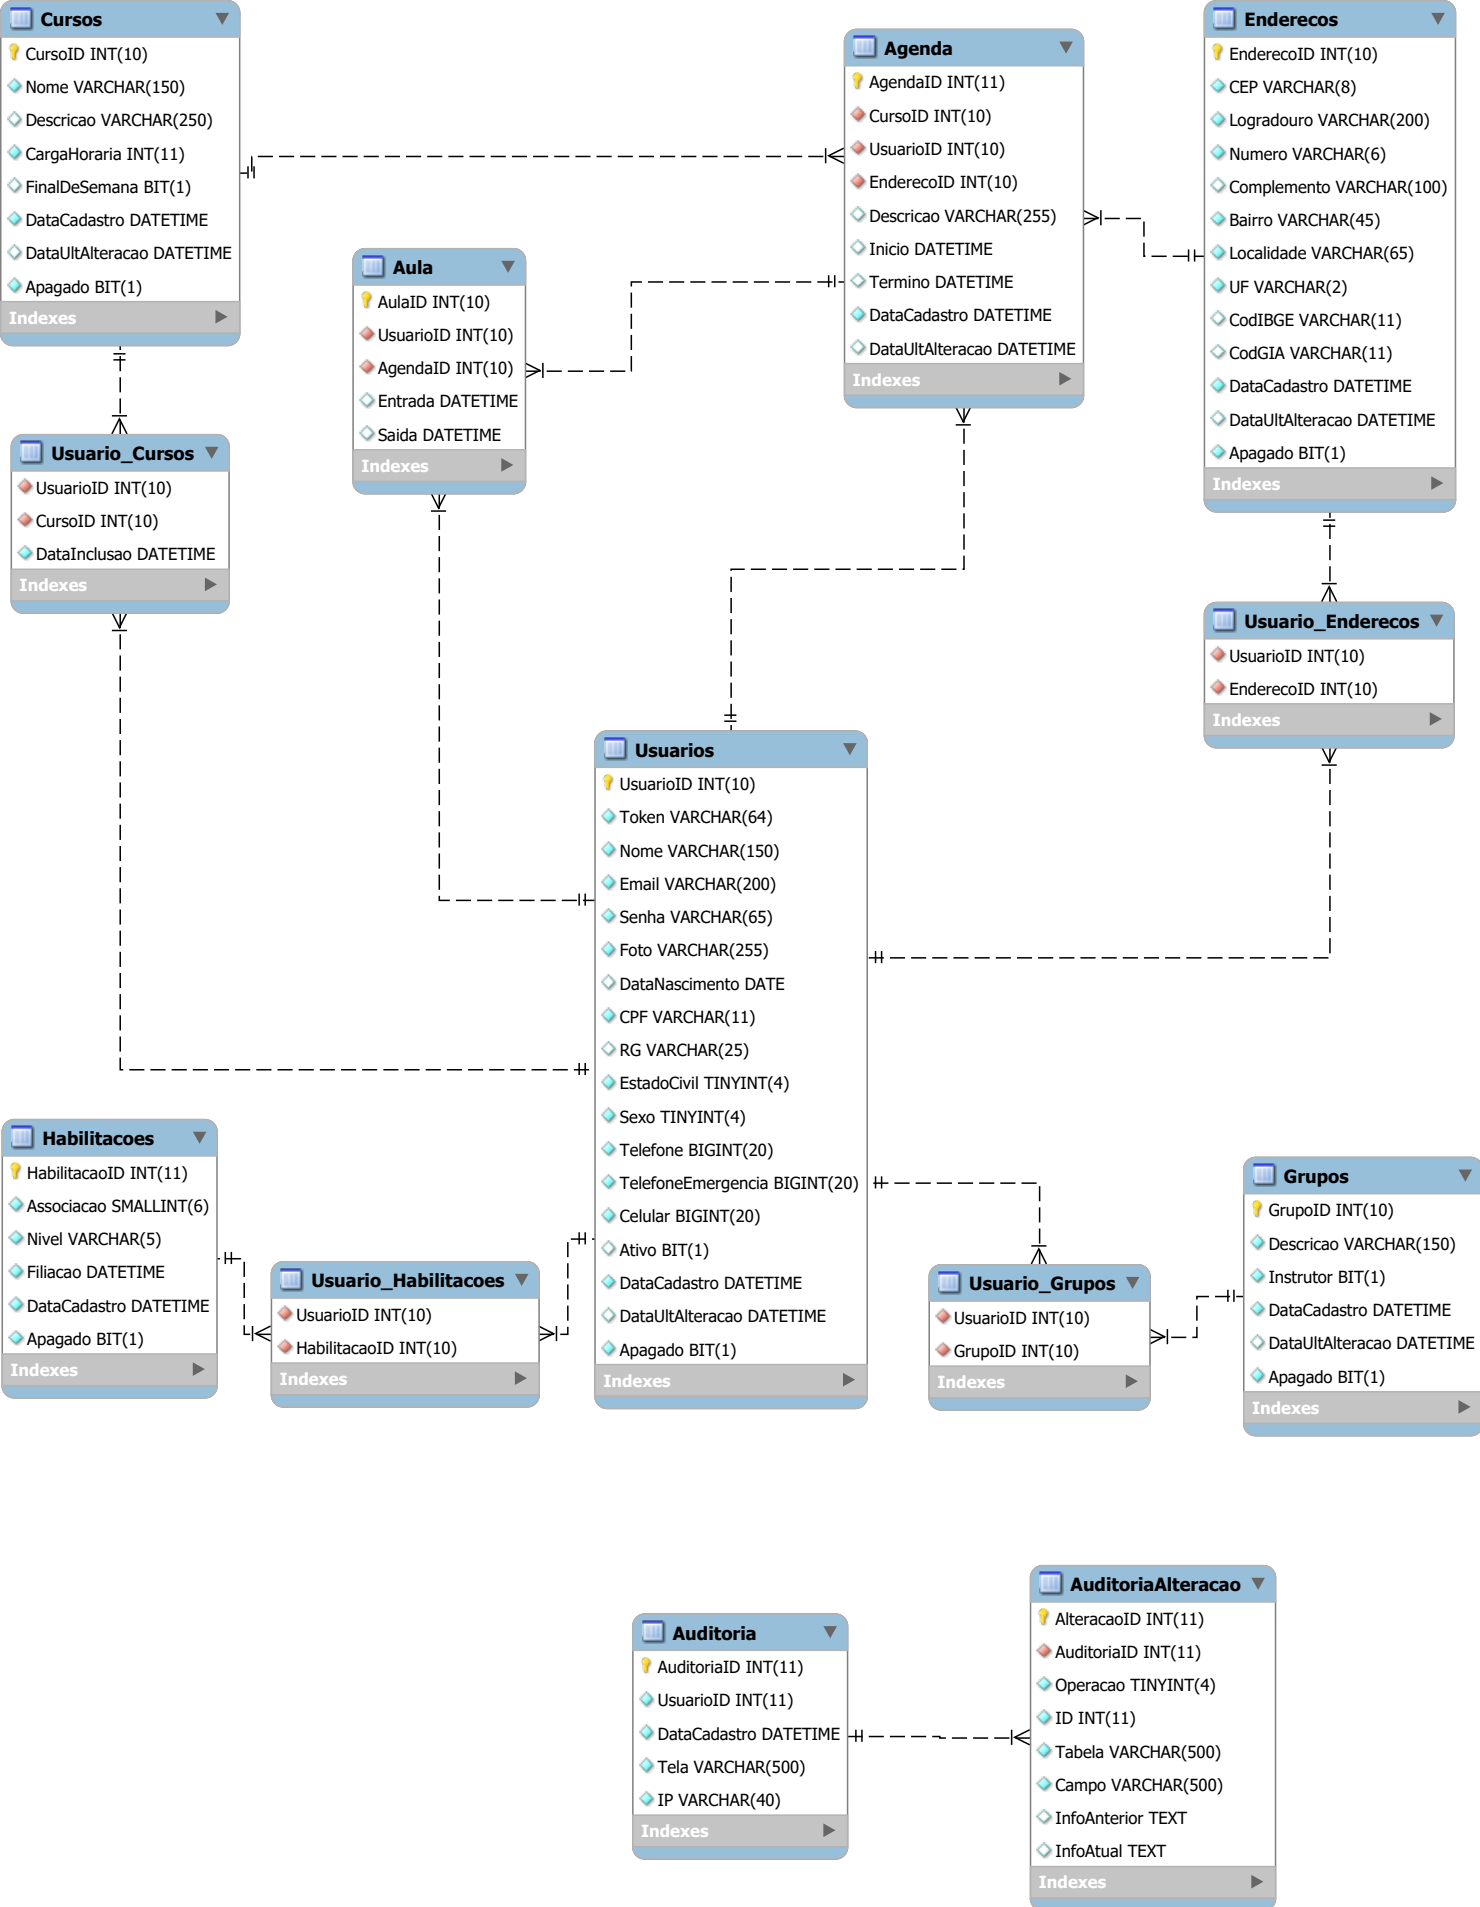 Cursos
CursoID INT(10)
Nome VARCHAR(150)
Descricao VARCHAR(250)
CargaHoraria INT(11)
FinalDeSemana BIT(1)
DataCadastro DATETIME
DataUltAlteracao DATETIME
Apagado BIT(1)
Indexes
Agenda
AgendaID INT(11)
CursoID INT(10)
UsuarioID INT(10)
EnderecoID INT(10)
Descricao VARCHAR(255)
Inicio DATETIME
Termino DATETIME
DataCadastro DATETIME
DataUltAlteracao DATETIME
Indexes
Enderecos
EnderecoID INT(10)
CEP VARCHAR(8)
Logradouro VARCHAR(200)
Numero VARCHAR(6)
Complemento VARCHAR(100)
Bairro VARCHAR(45)
Localidade VARCHAR(65)
UF VARCHAR(2)
CodIBGE VARCHAR(11)
CodGIA VARCHAR(11)
DataCadastro DATETIME
DataUltAlteracao DATETIME
Apagado BIT(1)
Indexes
Aula
AulaID INT(10)
UsuarioID INT(10)
AgendaID INT(10)
Entrada DATETIME
Saida DATETIME
Indexes
Usuario_Cursos
UsuarioID INT(10)
CursoID INT(10)
DataInclusao DATETIME
Indexes
Usuario_Enderecos
UsuarioID INT(10)
EnderecoID INT(10)
Indexes
Usuarios
UsuarioID INT(10)
Token VARCHAR(64)
Nome VARCHAR(150)
Email VARCHAR(200)
Senha VARCHAR(65)
Foto VARCHAR(255)
DataNascimento DATE
CPF VARCHAR(11)
RG VARCHAR(25)
EstadoCivil TINYINT(4)
Sexo TINYINT(4)
Telefone BIGINT(20)
TelefoneEmergencia BIGINT(20)
Celular BIGINT(20)
Ativo BIT(1)
DataCadastro DATETIME
DataUltAlteracao DATETIME
Apagado BIT(1)
Indexes
Habilitacoes
HabilitacaoID INT(11)
Associacao SMALLINT(6)
Nivel VARCHAR(5)
Filiacao DATETIME
DataCadastro DATETIME
Apagado BIT(1)
Indexes
Usuario_Habilitacoes
UsuarioID INT(10)
HabilitacaoID INT(10)
Indexes
Usuario_Grupos
UsuarioID INT(10)
GrupoID INT(10)
Indexes
Grupos
GrupoID INT(10)
Descricao VARCHAR(150)
Instrutor BIT(1)
DataCadastro DATETIME
DataUltAlteracao DATETIME
Apagado BIT(1)
Indexes
Auditoria
AuditoriaID INT(11)
UsuarioID INT(11)
DataCadastro DATETIME
Tela VARCHAR(500)
IP VARCHAR(40)
Indexes
AuditoriaAlteracao
AlteracaoID INT(11)
AuditoriaID INT(11)
Operacao TINYINT(4)
ID INT(11)
Tabela VARCHAR(500)
Campo VARCHAR(500)
InfoAnterior TEXT
InfoAtual TEXT
Indexes